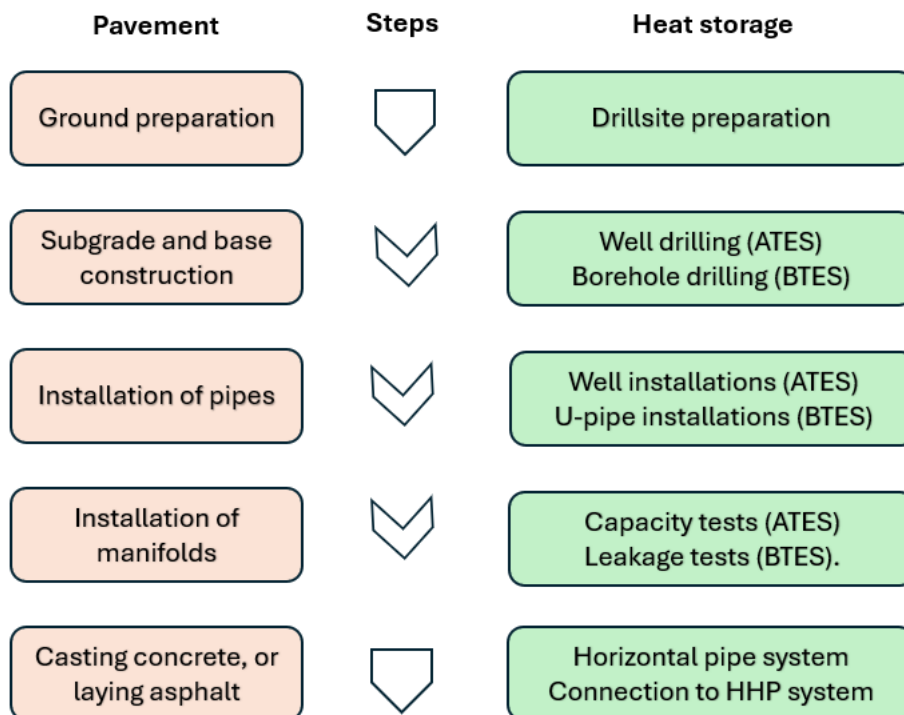 Pavement
Steps
Heat storage
Ground preparation
Drillsite preparation
Subgrade and base
construction
Well drilling (ATES)
Borehole drilling (BTES)
Installation of pipes
Well installations (ATES)
U-pipe installations (BTES)
Installation of
manifolds
Capacity tests (ATES)
Leakage tests (BTES).
Casting concrete, or
laying asphalt
Horizontal pipe system
Connection to HHP system